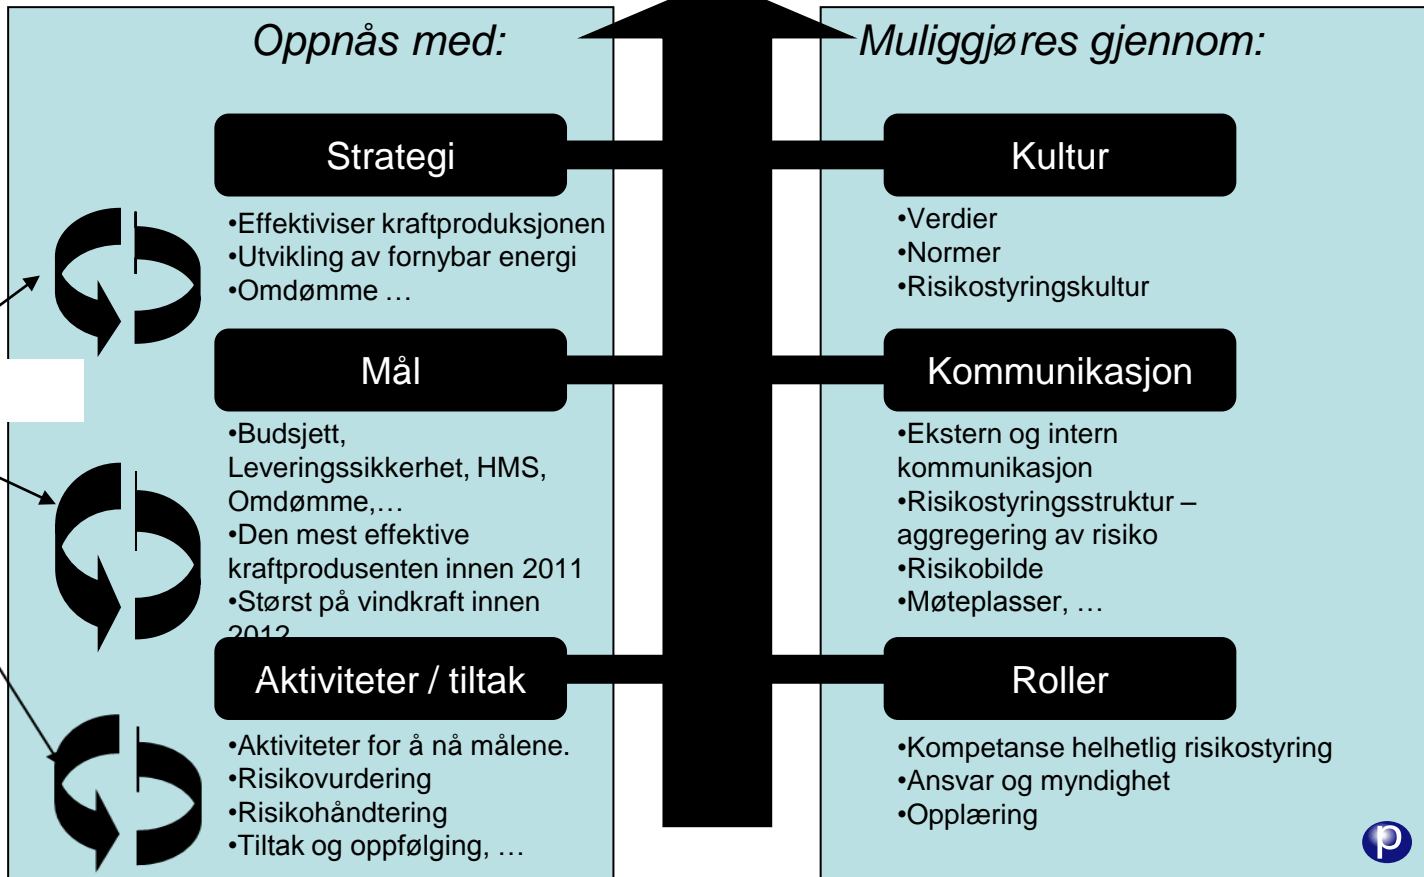 Oppnås med:
Strategi
•Effektiviser kraftproduksjonen
•Utvikling av fornybar energi
•Omdømme …
Mål
•Budsjett,
Leveringssikkerhet, HMS,
Omdømme,…
•Den mest effektive
kraftprodusenten innen 2011
•Størst på vindkraft innen
2012
Aktiviteter / tiltak
•Aktiviteter for å nå målene.
•Risikovurdering
•Risikohåndtering
•Tiltak og oppfølging, …
Muliggjøres gjennom:
Kultur
•Verdier
•Normer
•Risikostyringskultur
Kommunikasjon
•Ekstern og intern
kommunikasjon
•Risikostyringsstruktur –
aggregering av risiko
•Risikobilde
•Møteplasser, …
Roller
•Kompetanse helhetlig risikostyring
•Ansvar og myndighet
•Opplæring
p